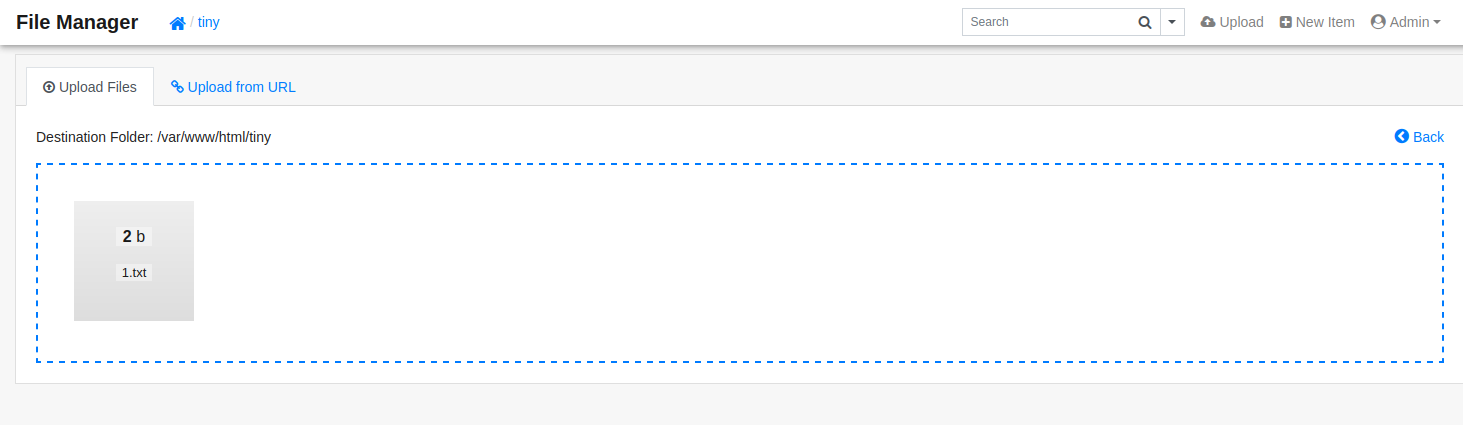 File Manager / tiny Search Upload New Item Admin
Upload Files Upload from URL
Destination Folder: /var/www/html/tiny Back
2 b
1.txt